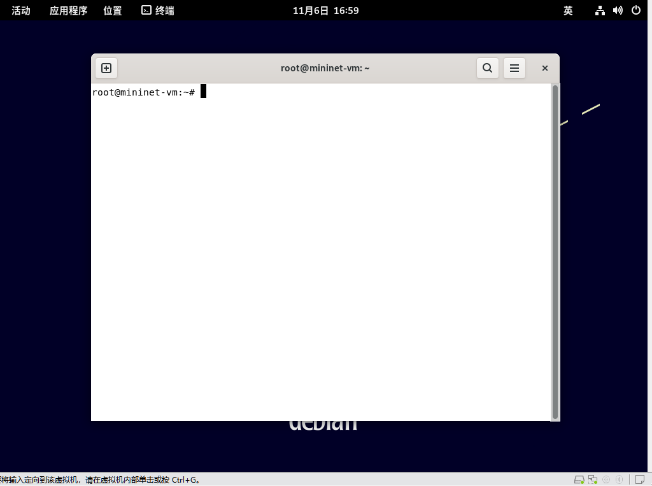 活动 应用程序 位置 终端 11月6日 16:59 英
root@mininet-vm: ~
root@mininet-vm:~#
debian
将输入定向到该虚拟机，请在虚拟机内部单击或按 Ctrl+G。